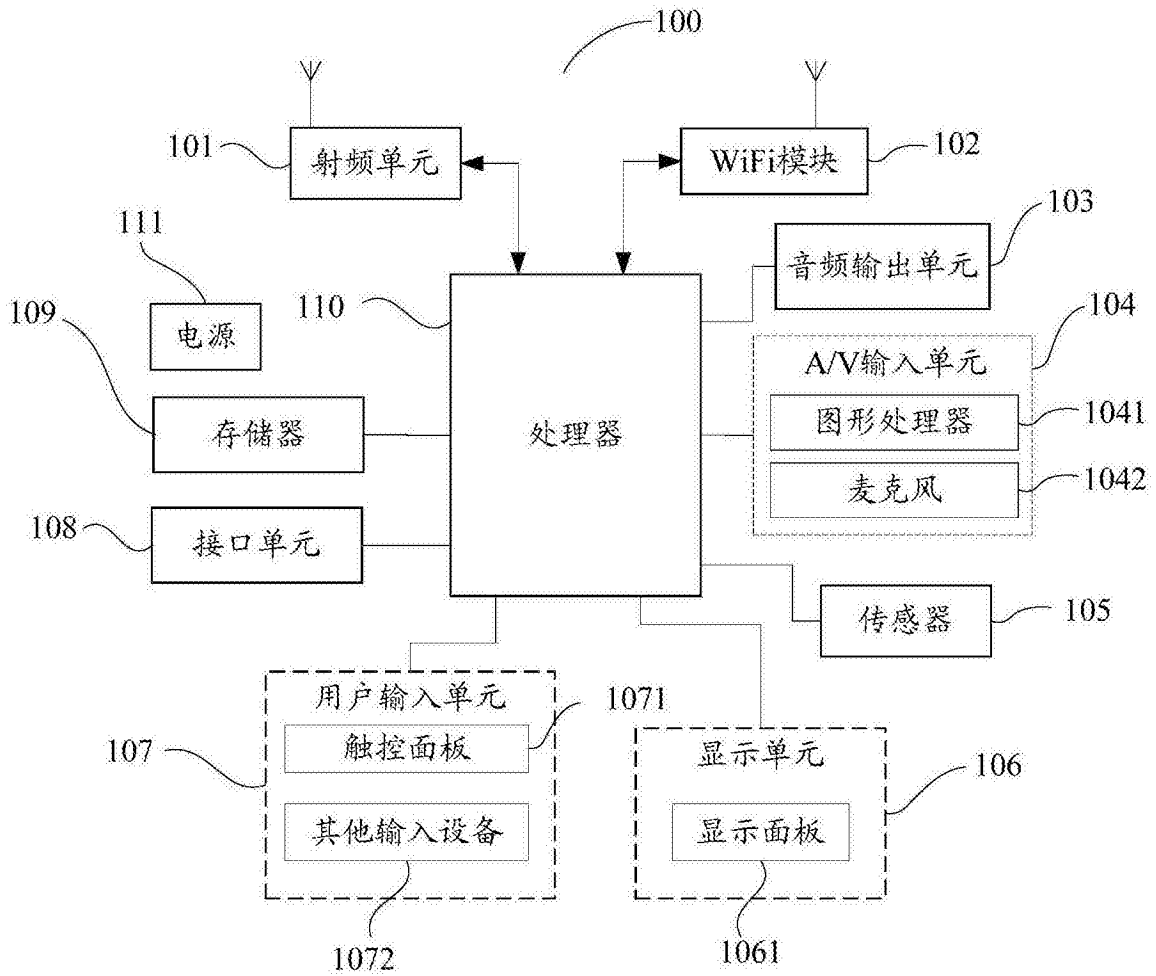 100
101
射频单元
WiFi模块
102
103
音频输出单元
111
电源
110
109
104
A/V输入单元
存储器
处理器
图形处理器
1041
麦克风
1042
108
接口单元
传感器
105
用户输入单元
1071
107
触控面板
显示单元
106
其他输入设备
显示面板
1072
1061